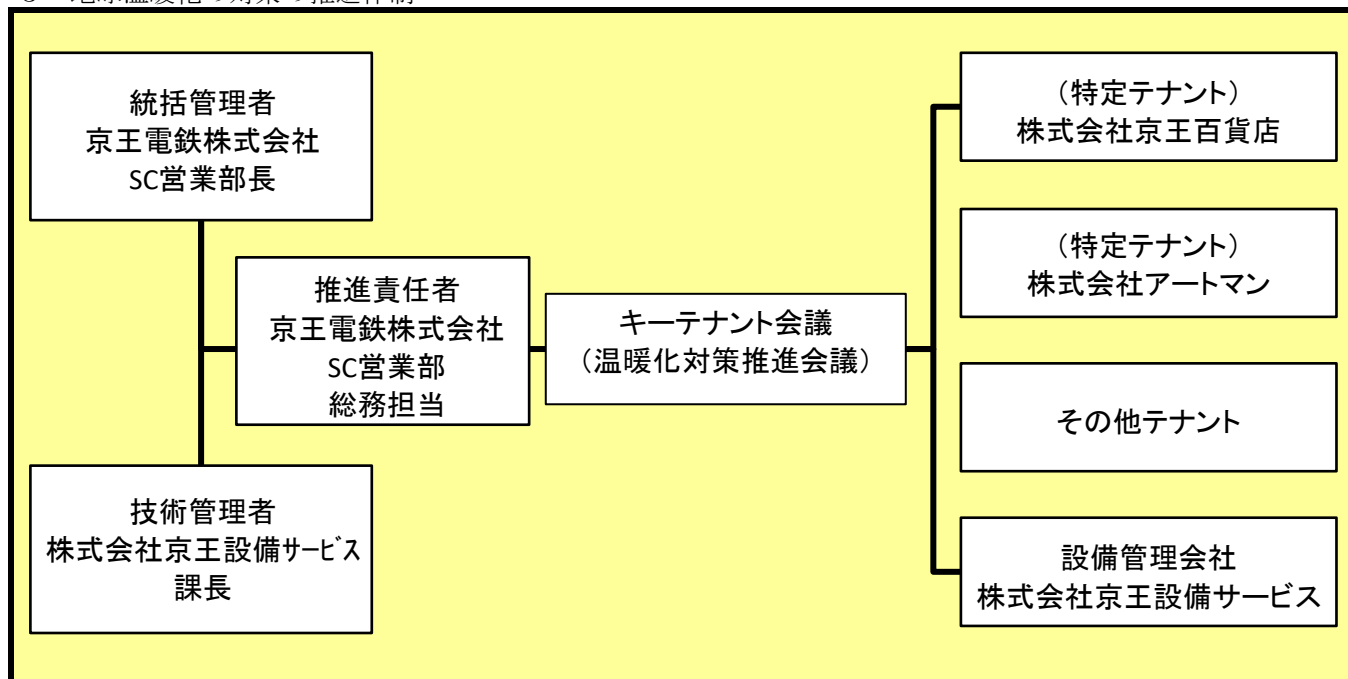 統括管理者
京王電鉄株式会社
SC営業部長
推進責任者
京王電鉄株式会社
SC営業部
総務担当
技術管理者
株式会社京王設備ｻｰﾋﾞｽ
課長
キーテナント会議
（温暖化対策推進会議）
（特定テナント）
株式会社京王百貨店
（特定テナント）
株式会社アートマン
その他テナント
設備管理会社
株式会社京王設備サービス